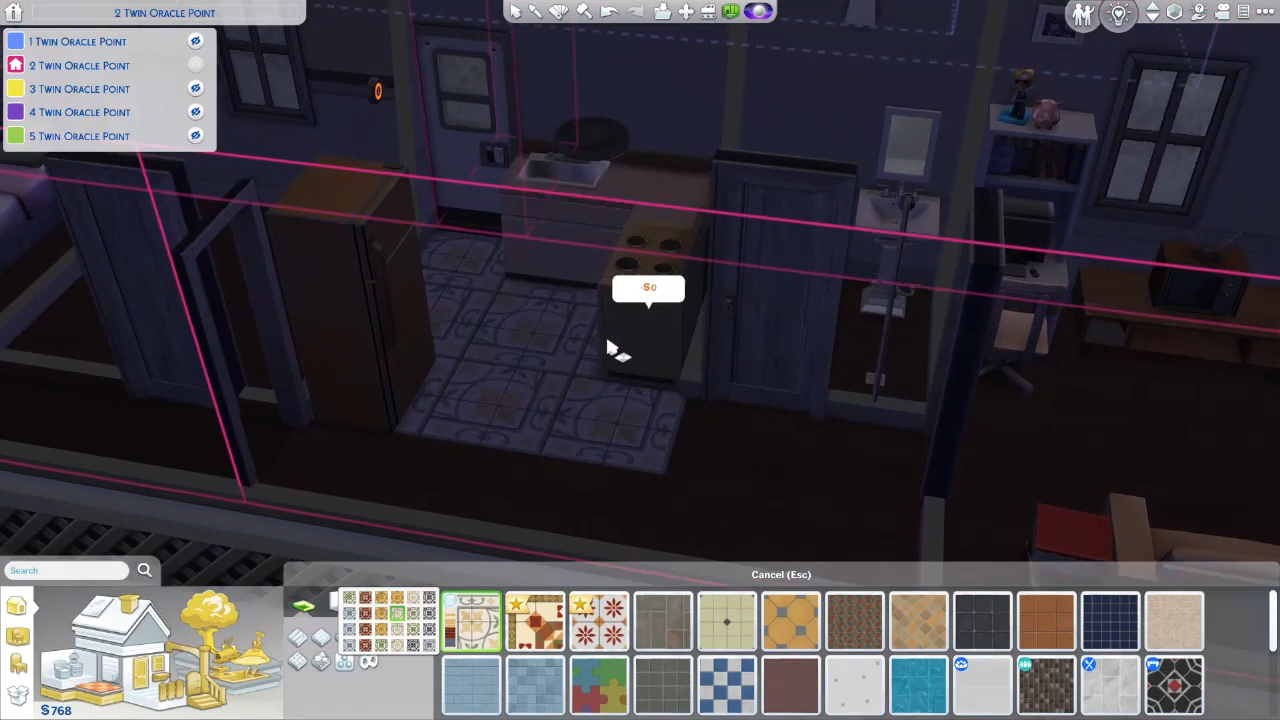 2 Twin Oracle Point
1 Twin Oracle Point
2 Twin Oracle Point
3 Twin Oracle Point
4 Twin Oracle Point
5 Twin Oracle Point
-§0
Cancel (Esc)
Search
§768